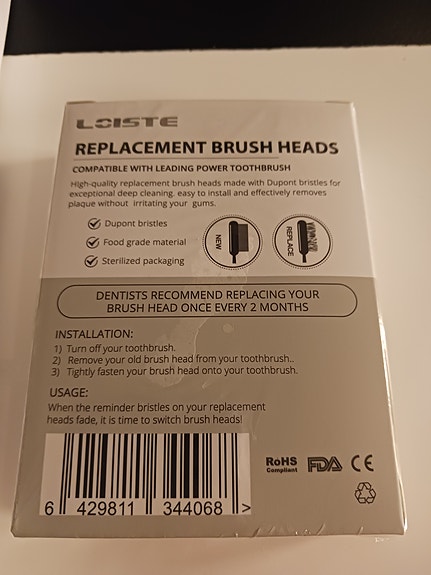 LOISTE
REPLACEMENT BRUSH HEADS
COMPATIBLE WITH LEADING POWER TOOTHBRUSH
High-quality replacement brush heads made with Dupont bristles for
exceptional deep cleaning, easy to install and effectively removes
plaque without irritating your gums.
Dupont bristles
Food grade material
Sterilized packaging
NEW
REPLACE
DENTISTS RECOMMEND REPLACING YOUR
BRUSH HEAD ONCE EVERY 2 MONTHS
INSTALLATION:
1) Turn off your toothbrush.
2) Remove your old brush head from your toothbrush..
3) Tightly fasten your brush head onto your toothbrush.
USAGE:
When the reminder bristles on your replacement
heads fade, it is time to switch brush heads!
RoHS
Compliant
FDA CE
6 429811 344068 >